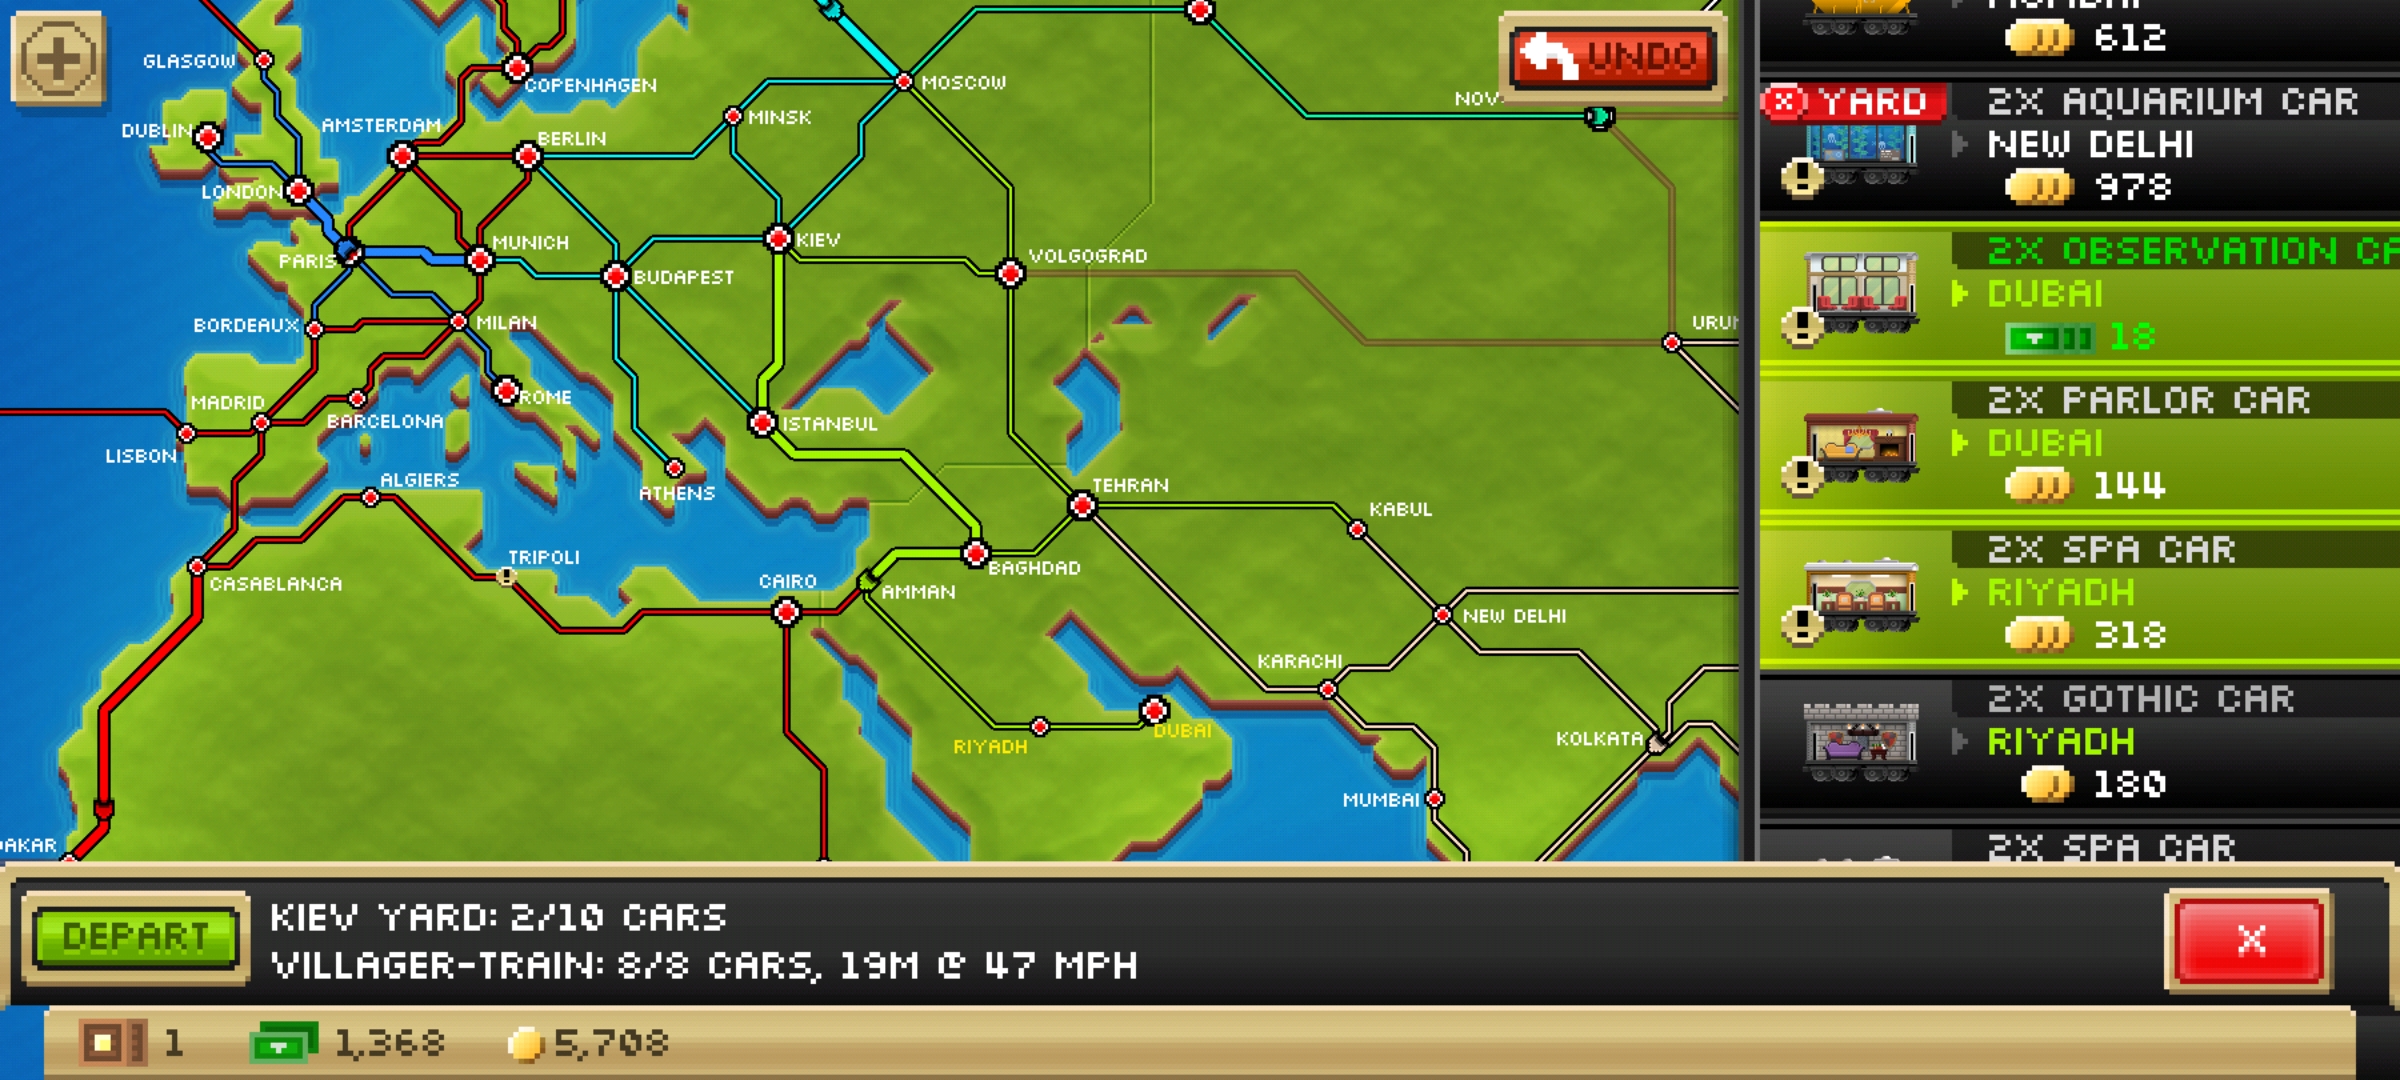 GLASGOW
DUBLIN
LONDON
AMSTERDAM
COPENHAGEN
BERLIN
MINSK
MOSCOW
PARIS
MUNICH
BUDAPEST
KIEV
VOLGOGRAD
BORDEAUX
MILAN
ROME
MADRID
BARCELONA
LISBON
ISTANBUL
ATHENS
ALGIERS
TRIPOLI
CASABLANCA
CAIRO
AMMAN
BAGHDAD
TEHRAN
KABUL
NEW DELHI
KARACHI
RIYADH
DUBAI
KOLKATA
MUMBAI
AKAR
NOV
URU
UNDO
MUMBAI
612
YARD
2X AQUARIUM CAR
NEW DELHI
978
2X OBSERVATION CA
DUBAI
18
2X PARLOR CAR
DUBAI
144
2X SPA CAR
RIYADH
318
2X GOTHIC CAR
RIYADH
180
2X SPA CAR
DEPART
KIEV YARD: 2/10 CARS
VILLAGER-TRAIN: 8/8 CARS, 19M @ 47 MPH
X
1
1,368
5,708